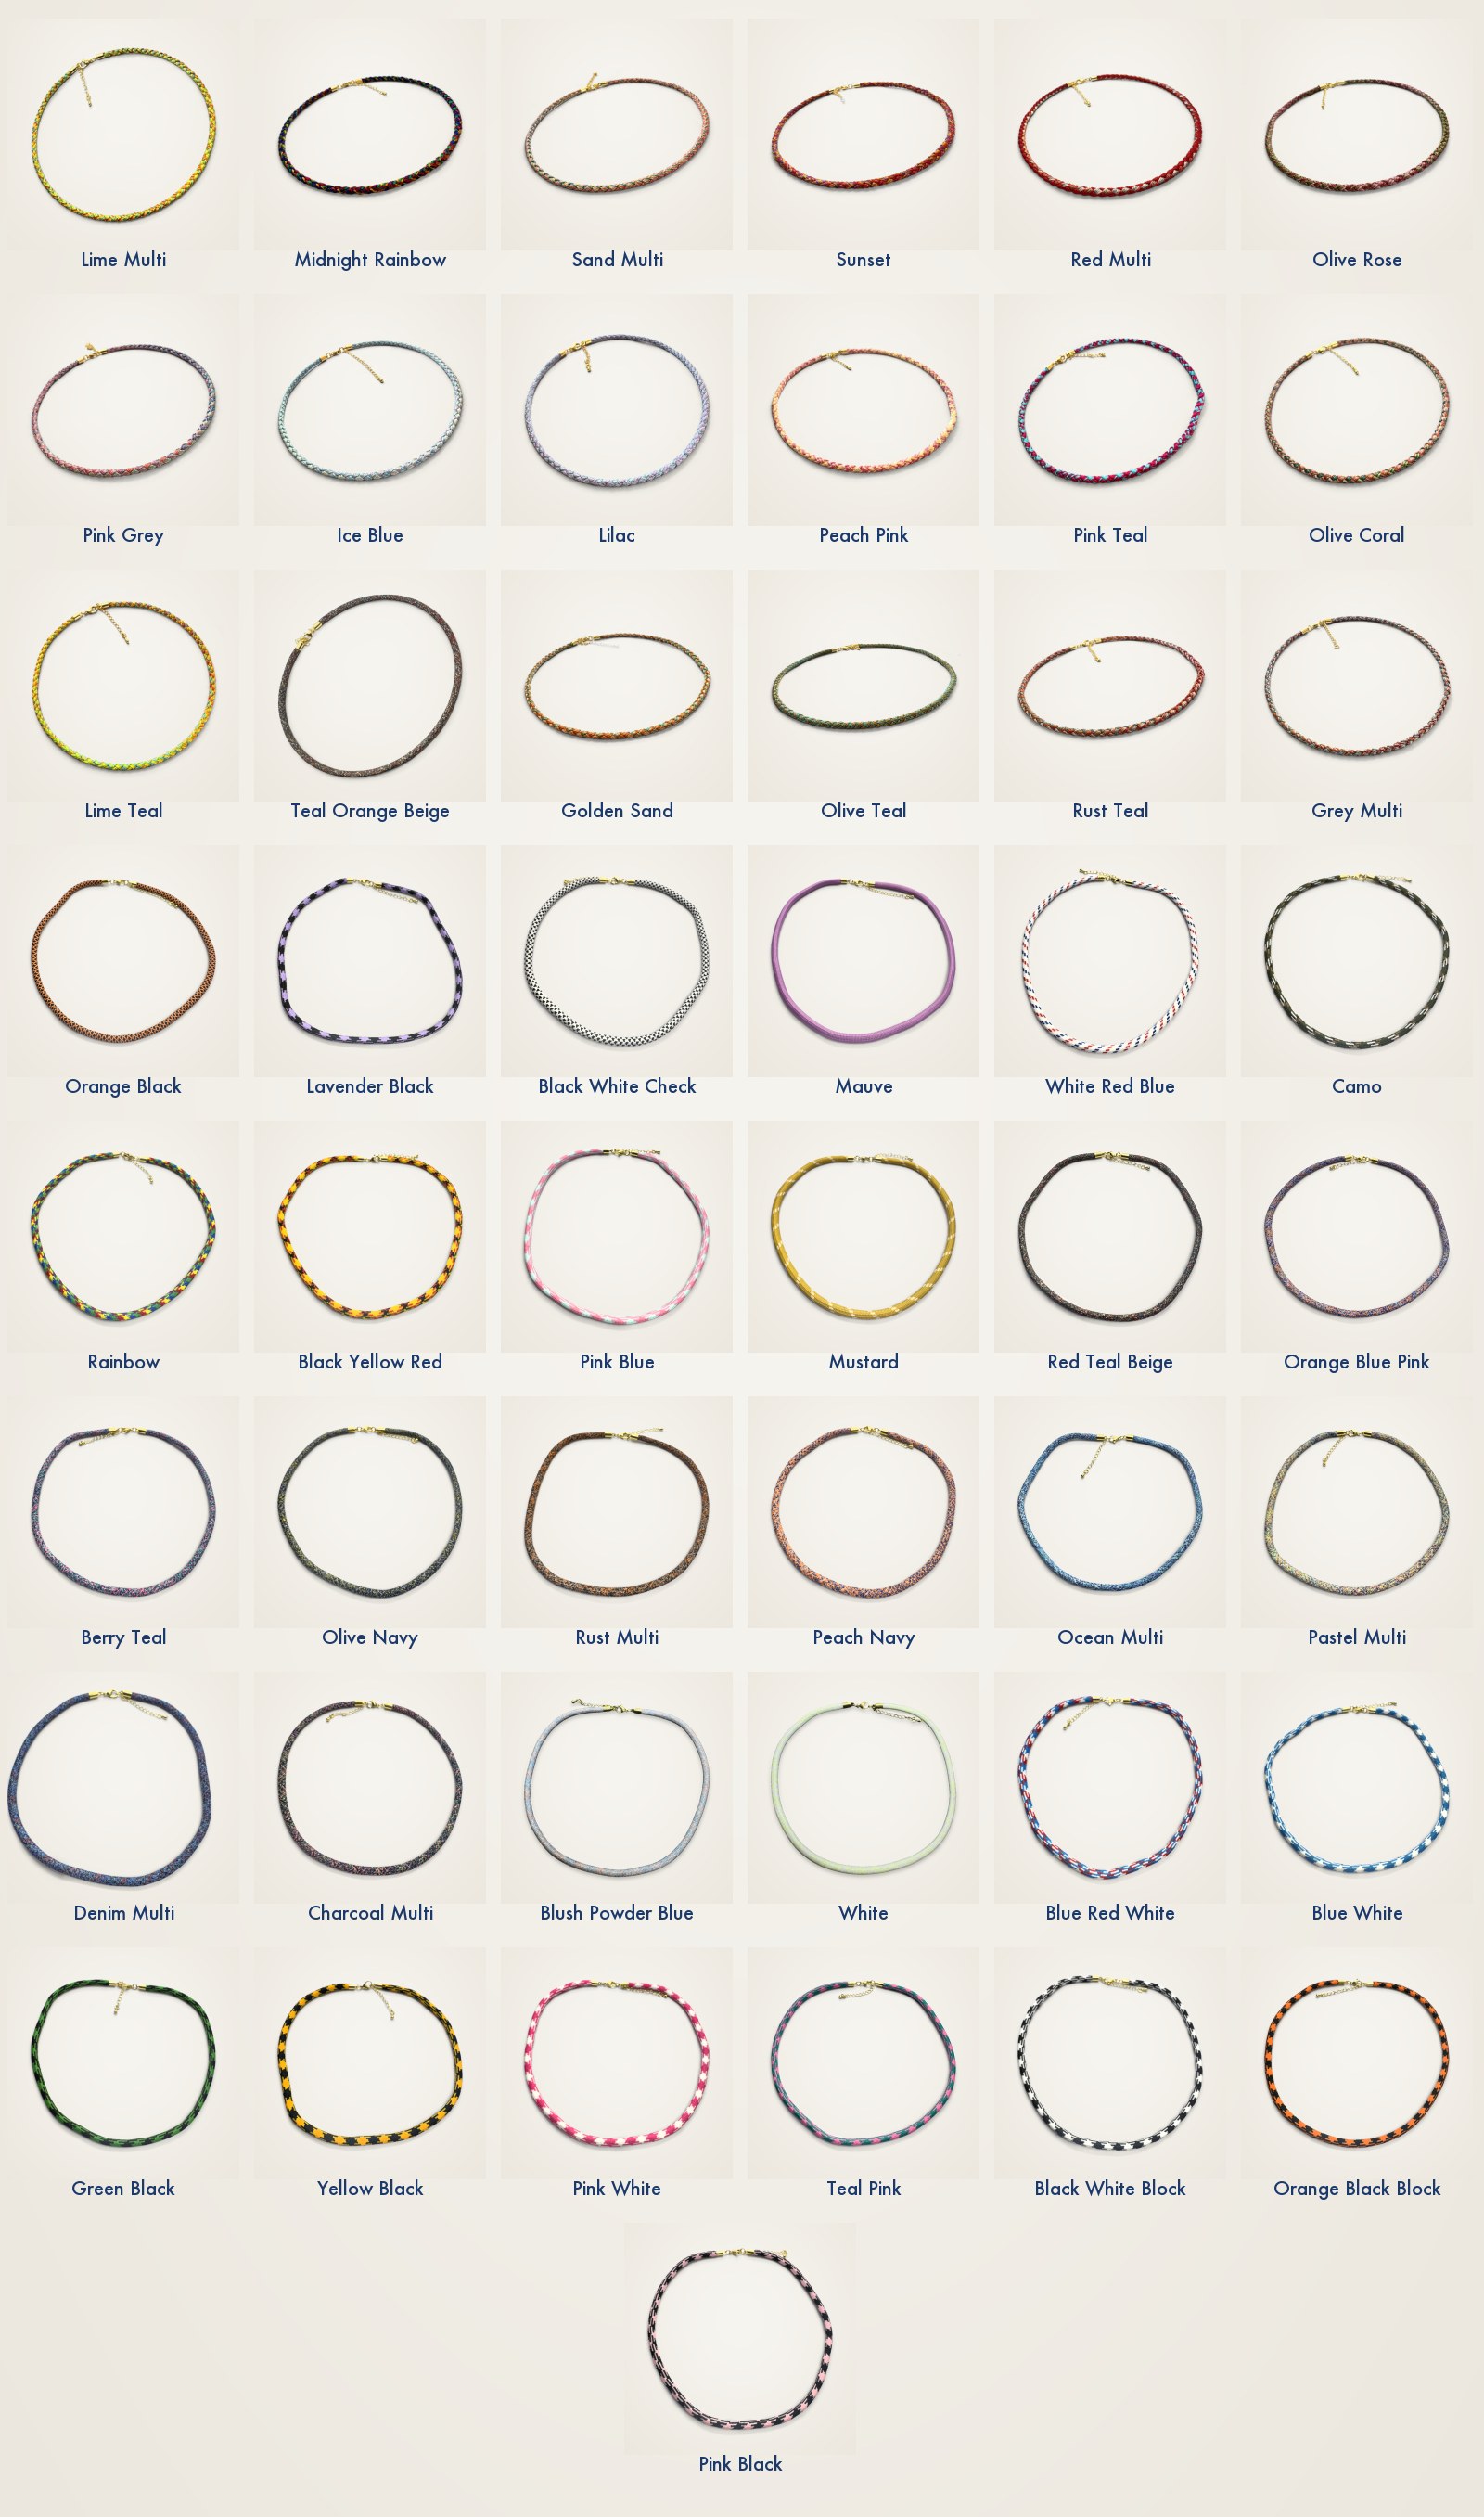 Lime Multi
Midnight Rainbow
Sand Multi
Sunset
Red Multi
Olive Rose
Pink Grey
Ice Blue
Lilac
Peach Pink
Pink Teal
Olive Coral
Lime Teal
Teal Orange Beige
Golden Sand
Olive Teal
Rust Teal
Grey Multi
Orange Black
Lavender Black
Black White Check
Mauve
White Red Blue
Camo
Rainbow
Black Yellow Red
Pink Blue
Mustard
Red Teal Beige
Orange Blue Pink
Berry Teal
Olive Navy
Rust Multi
Peach Navy
Ocean Multi
Pastel Multi
Denim Multi
Charcoal Multi
Blush Powder Blue
White
Blue Red White
Blue White
Green Black
Yellow Black
Pink White
Teal Pink
Black White Block
Orange Black Block
Pink Black